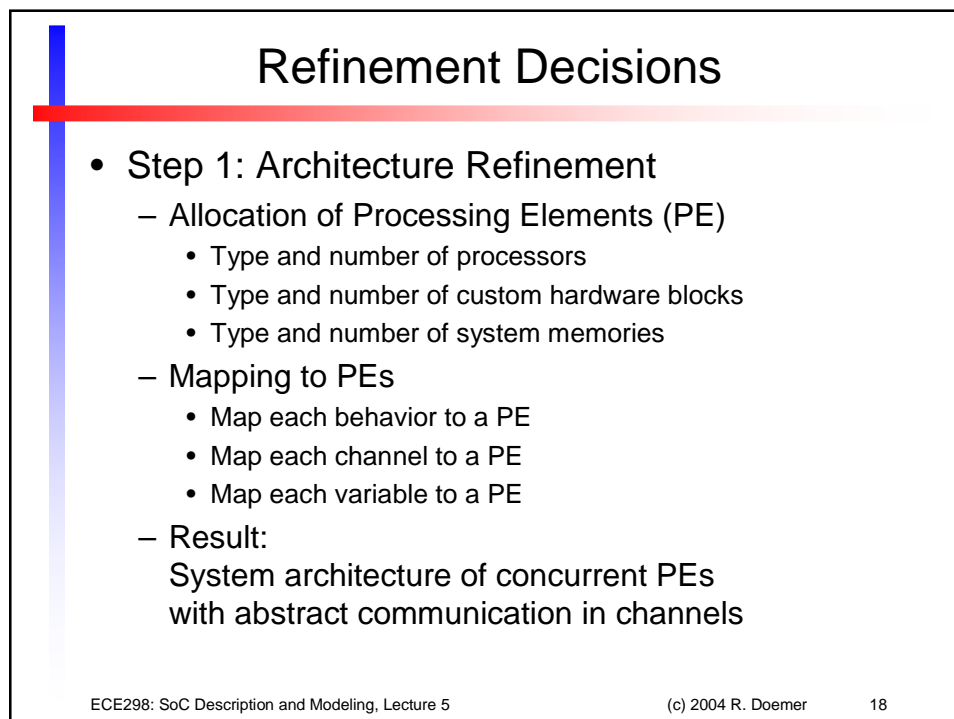 Refinement Decisions
• Step 1: Architecture Refinement
– Allocation of Processing Elements (PE)
• Type and number of processors
• Type and number of custom hardware blocks
• Type and number of system memories
– Mapping to PEs
• Map each behavior to a PE
• Map each channel to a PE
• Map each variable to a PE
– Result:
System architecture of concurrent PEs
with abstract communication in channels
ECE298: SoC Description and Modeling, Lecture 5 (c) 2004 R. Doemer 18